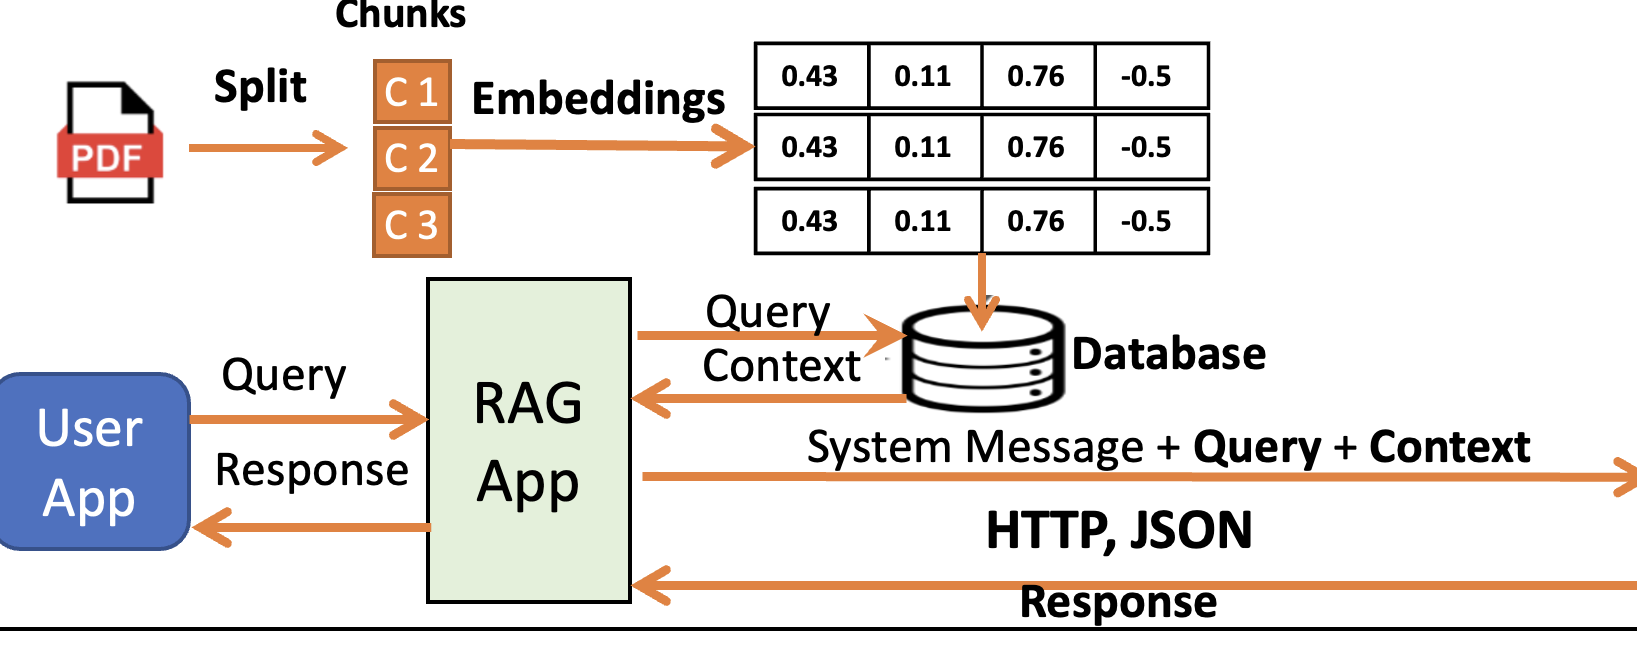 Chunks
Split
PDF
C 1
C 2
C 3
Embeddings
0.43 0.11 0.76 -0.5
0.43 0.11 0.76 -0.5
0.43 0.11 0.76 -0.5
Query
Context
Database
User
App
Query
Response
RAG
App
System Message + Query + Context
HTTP, JSON
Response